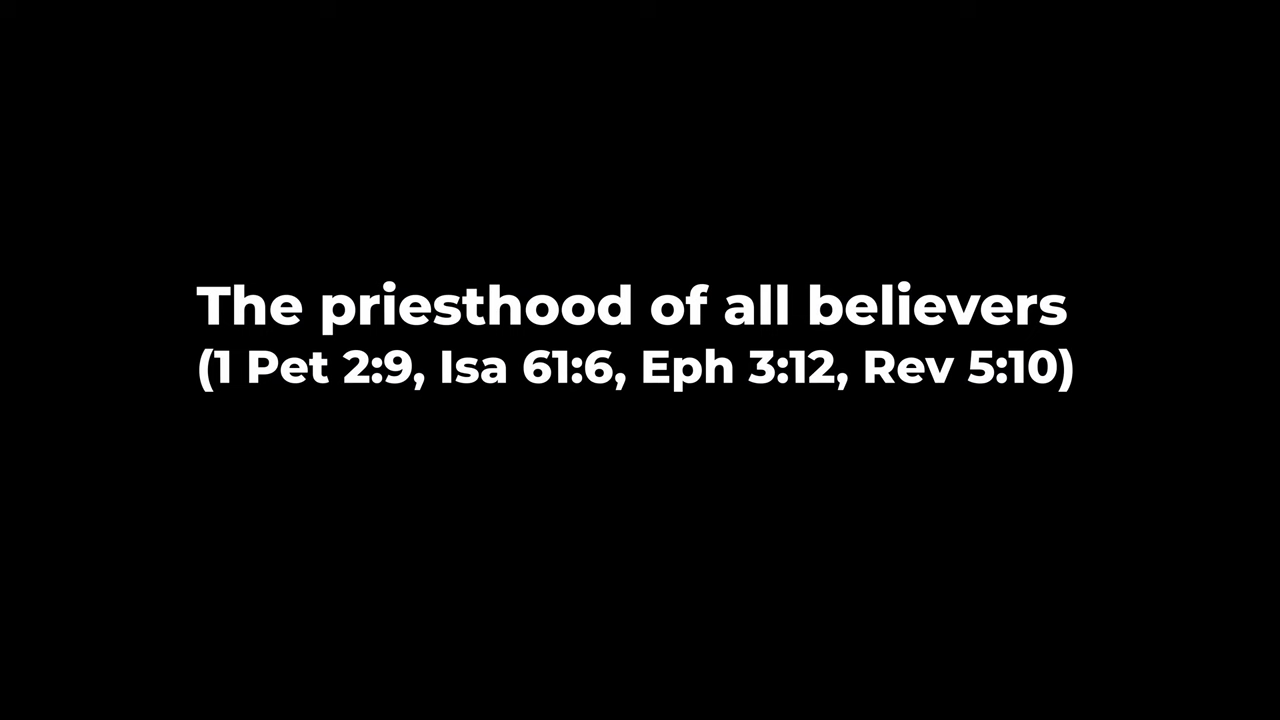 The priesthood of all believers
(1 Pet 2:9, Isa 61:6, Eph 3:12, Rev 5:10)